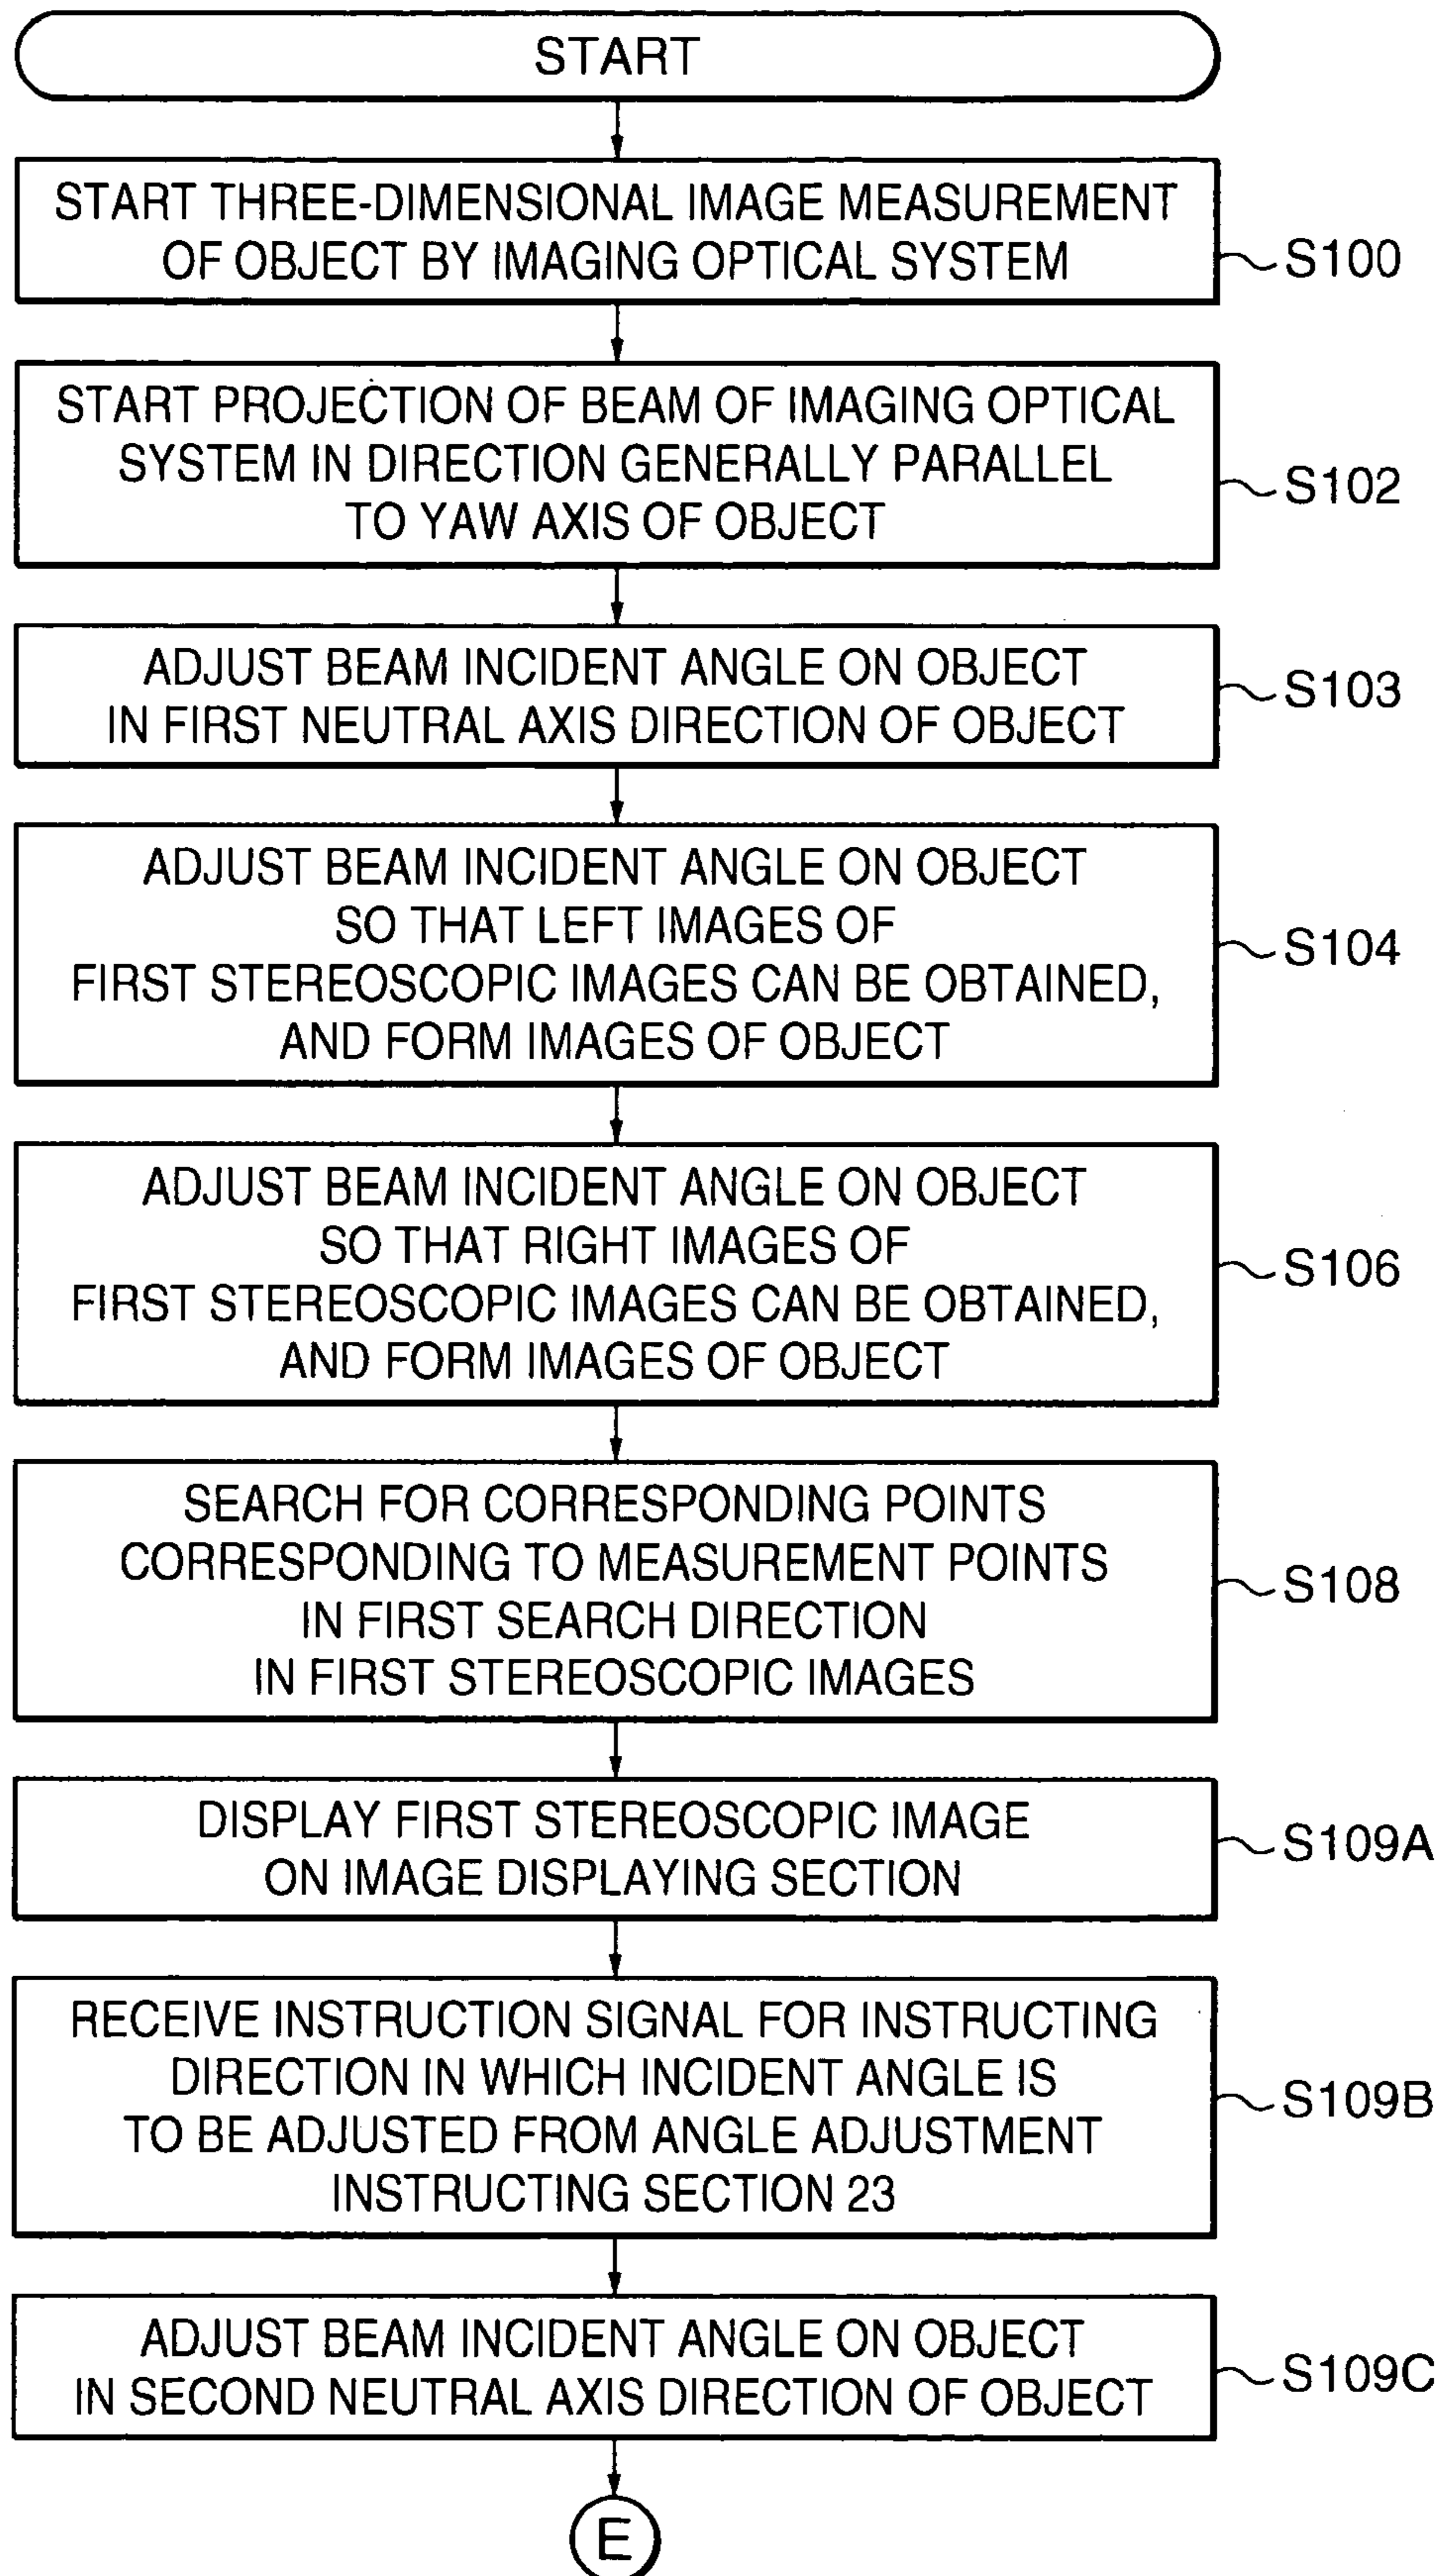 START
START THREE-DIMENSIONAL IMAGE MEASUREMENT
OF OBJECT BY IMAGING OPTICAL SYSTEM
S100
START PROJECTION OF BEAM OF IMAGING OPTICAL
SYSTEM IN DIRECTION GENERALLY PARALLEL
TO YAW AXIS OF OBJECT
S102
ADJUST BEAM INCIDENT ANGLE ON OBJECT
IN FIRST NEUTRAL AXIS DIRECTION OF OBJECT
S103
ADJUST BEAM INCIDENT ANGLE ON OBJECT
SO THAT LEFT IMAGES OF
FIRST STEREOSCOPIC IMAGES CAN BE OBTAINED,
AND FORM IMAGES OF OBJECT
S104
ADJUST BEAM INCIDENT ANGLE ON OBJECT
SO THAT RIGHT IMAGES OF
FIRST STEREOSCOPIC IMAGES CAN BE OBTAINED,
AND FORM IMAGES OF OBJECT
S106
SEARCH FOR CORRESPONDING POINTS
CORRESPONDING TO MEASUREMENT POINTS
IN FIRST SEARCH DIRECTION
IN FIRST STEREOSCOPIC IMAGES
S108
DISPLAY FIRST STEREOSCOPIC IMAGE
ON IMAGE DISPLAYING SECTION
S109A
RECEIVE INSTRUCTION SIGNAL FOR INSTRUCTING
DIRECTION IN WHICH INCIDENT ANGLE IS
TO BE ADJUSTED FROM ANGLE ADJUSTMENT
INSTRUCTING SECTION 23
S109B
ADJUST BEAM INCIDENT ANGLE ON OBJECT
IN SECOND NEUTRAL AXIS DIRECTION OF OBJECT
S109C
E